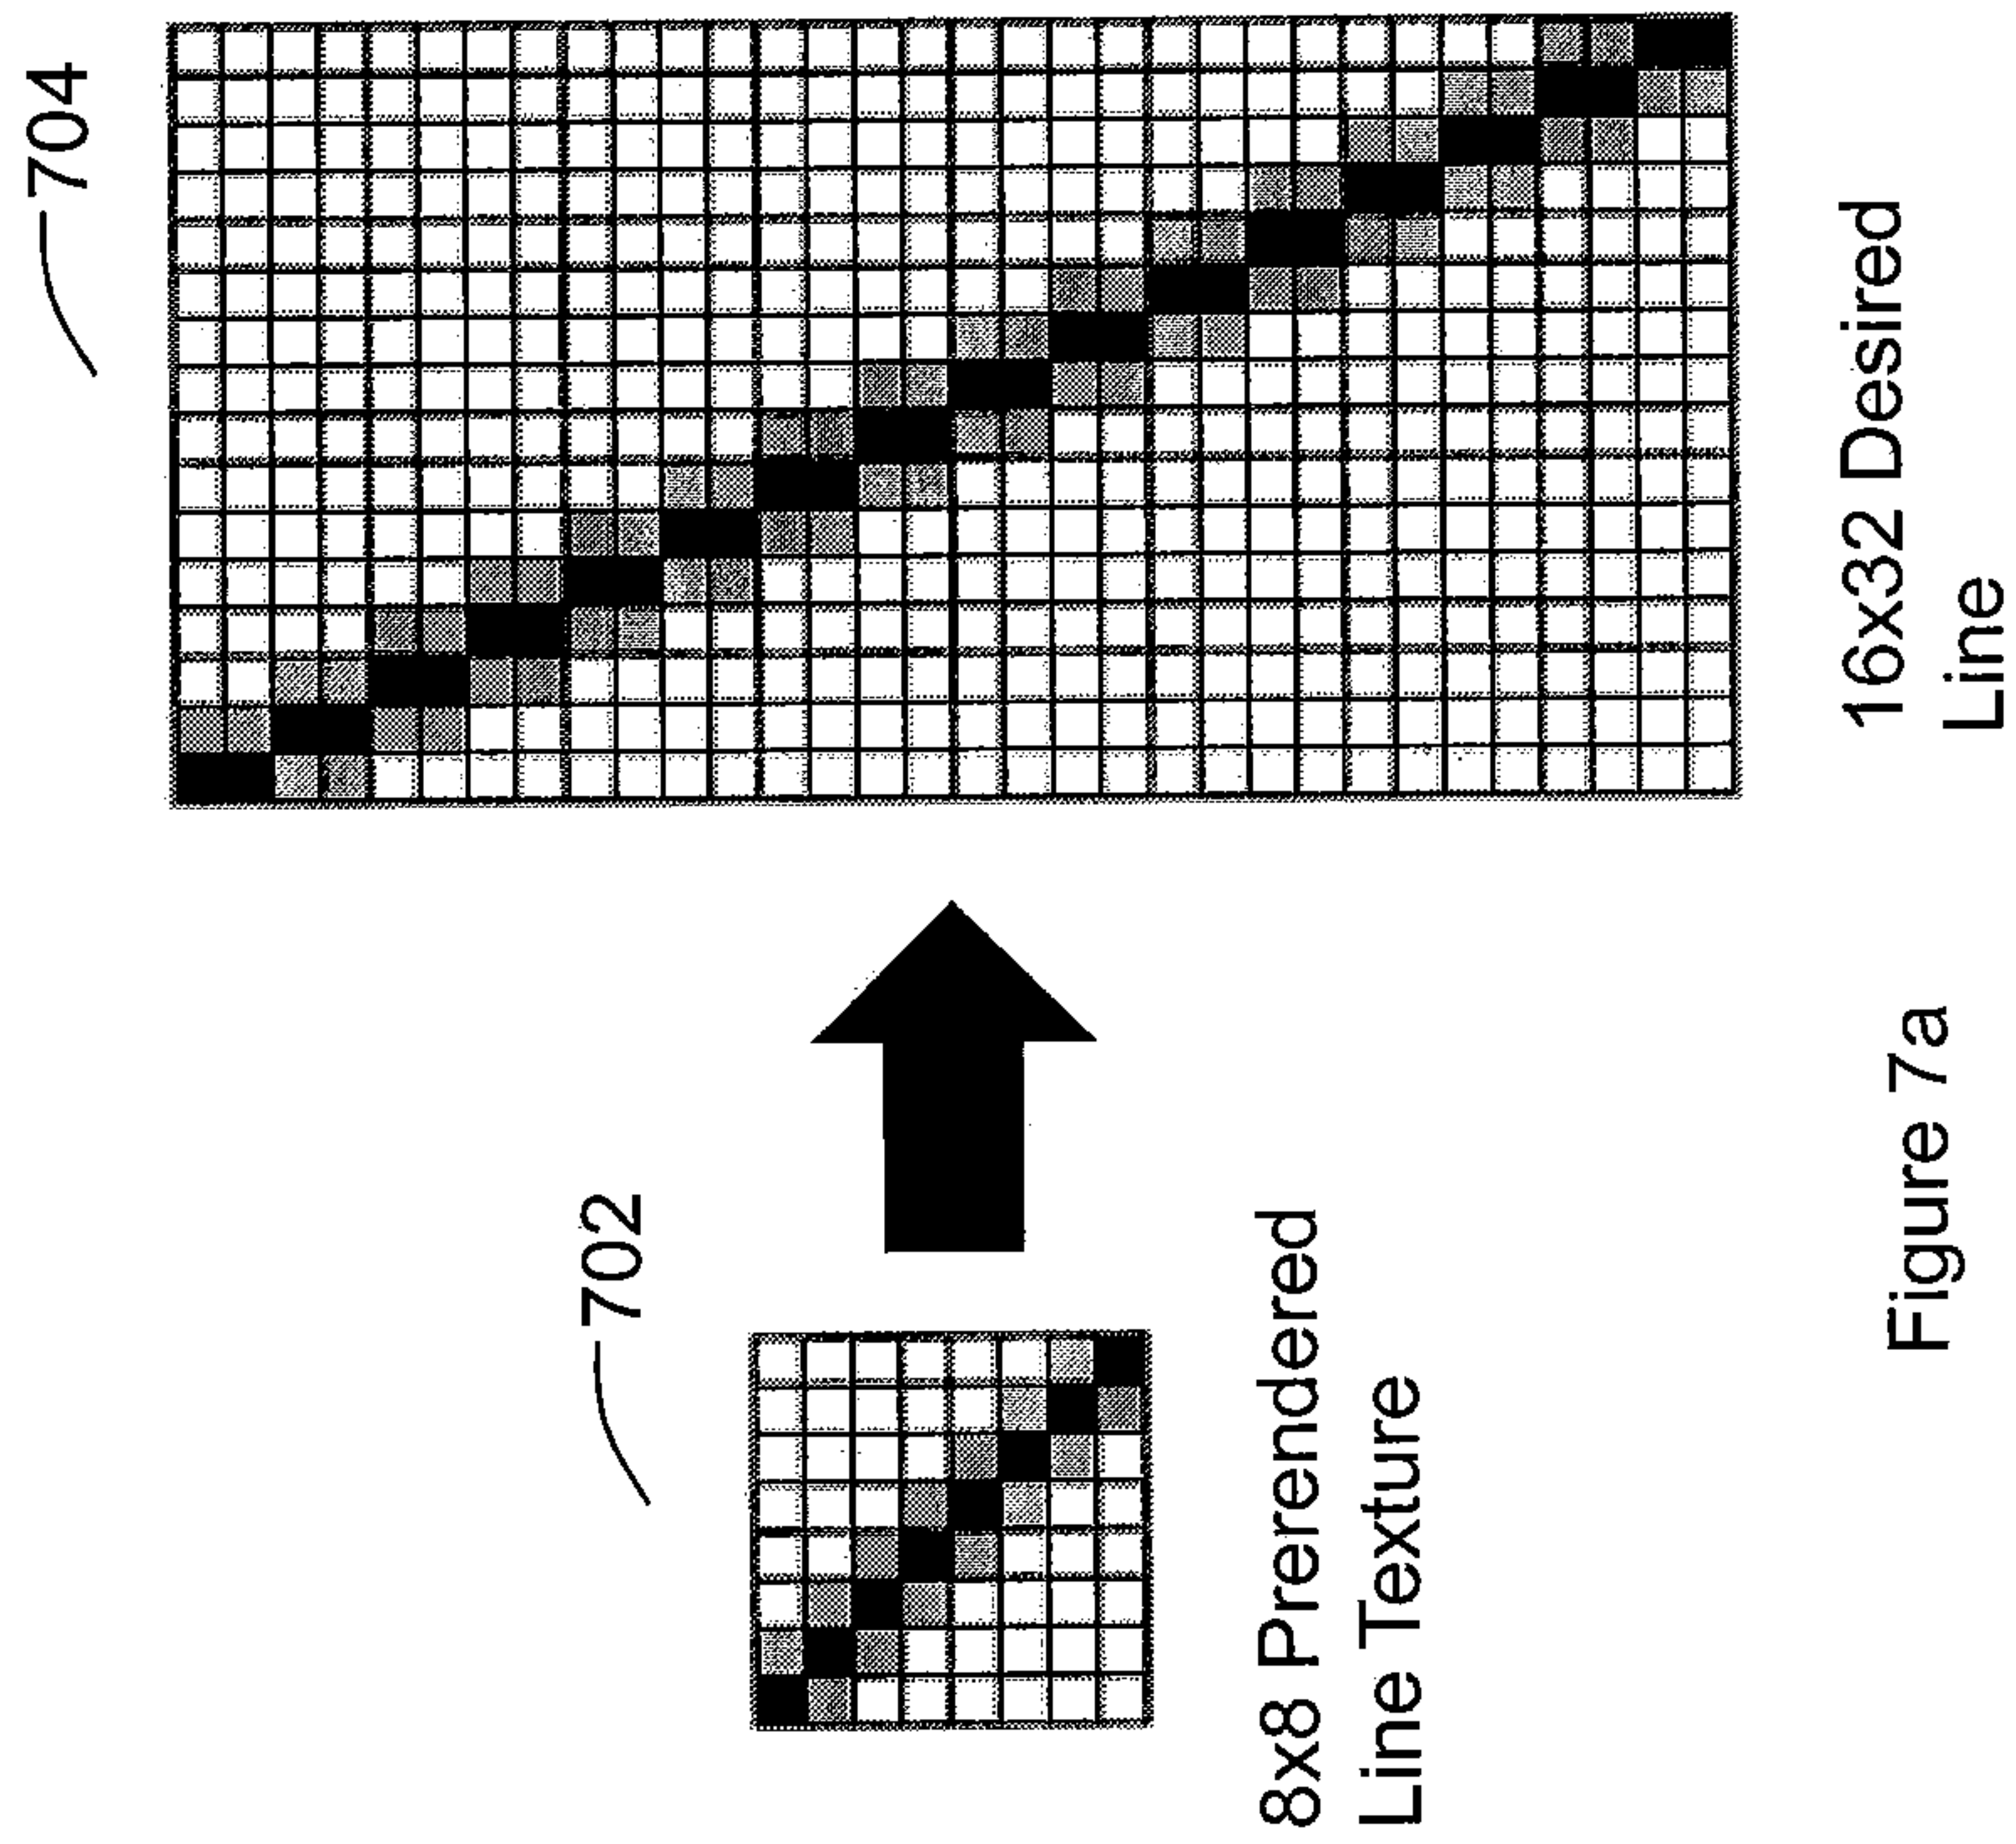 702
704
8x8 Prerendered
Line Texture
16x32 Desired
Line
Figure 7a